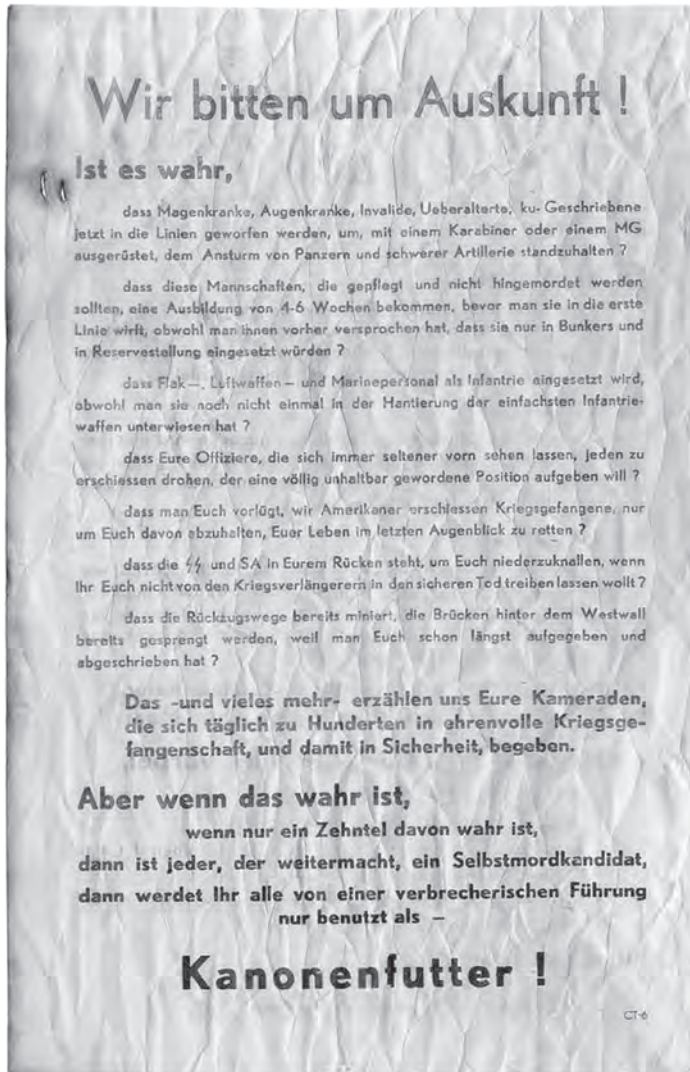 Wir bitten um Auskunft !
Ist es wahr,
dass Magenkranke, Augenkranke, Invalide, Ueberalterte, ku-Geschriebene
jetzt in die Linien geworfen werden, um, mit einem Karabiner oder einem MG
ausgerüstet, dem Ansturm von Panzern und schwerer Artillerie standzuhalten ?
dass diese Mannschaften, die gepflegt und nicht hingemordet werden
sollten, eine Ausbildung von 4-6 Wochen bekommen, bevor man sie in die erste
Linie wirft, obwohl man ihnen vorher versprochen hat, dass sie nur in Bunkers und
in Reservestellung eingesetzt würden ?
dass Flak—, Luftwaffen— und Marinepersonal als Infantrie eingesetzt wird,
obwohl man sie noch nicht einmal in der Hantierung der einfachsten Infantrie-
waffen unterwiesen hat ?
dass Eure Offiziere, die sich immer seltener vorn sehen lassen, jeden zu
erschiessen drohen, der eine völlig unhaltbar gewordene Position aufgeben will ?
dass man Euch vorlügt, wir Amerikaner erschiessen Kriegsgefangene, nur
um Euch davon abzuhalten, Euer Leben im letzten Augenblick zu retten ?
dass die ϟϟ und SA in Eurem Rücken steht, um Euch niederzuknallen, wenn
Ihr Euch nicht von den Kriegsverlängerern in den sicheren Tod treiben lassen wollt ?
dass die Rückzugswege bereits miniert, die Brücken hinter dem Westwall
bereits gesprengt werden, weil man Euch schon längst aufgegeben und
abgeschrieben hat ?
Das -und vieles mehr- erzählen uns Eure Kameraden,
die sich täglich zu Hunderten in ehrenvolle Kriegsge-
fangenschaft, und damit in Sicherheit, begeben.
Aber wenn das wahr ist,
wenn nur ein Zehntel davon wahr ist,
dann ist jeder, der weitermacht, ein Selbstmordkandidat,
dann werdet Ihr alle von einer verbrecherischen Führung
nur benutzt als —
Kanonenfutter !
CT-6